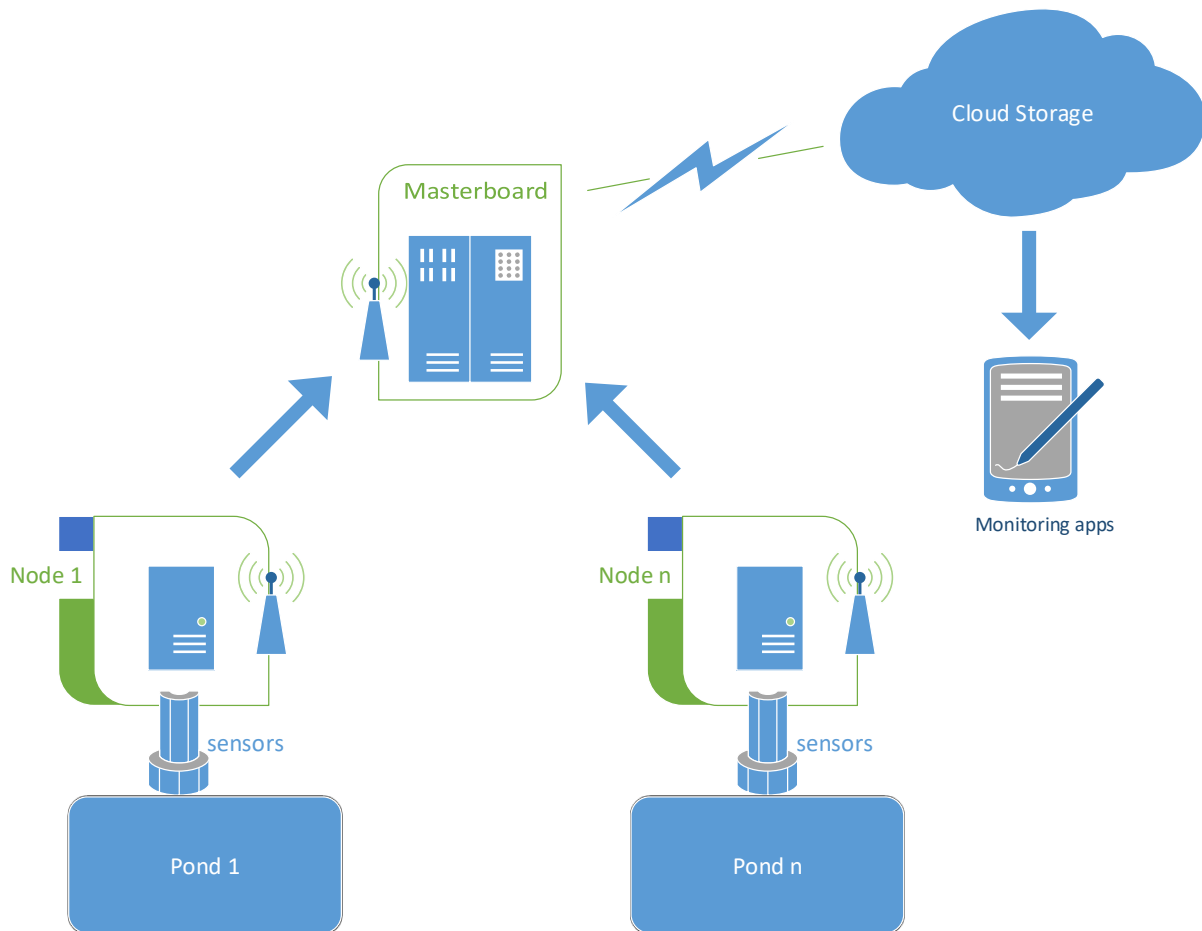 Cloud Storage
Masterboard
Monitoring apps
Node 1
Node n
sensors
sensors
Pond 1
Pond n